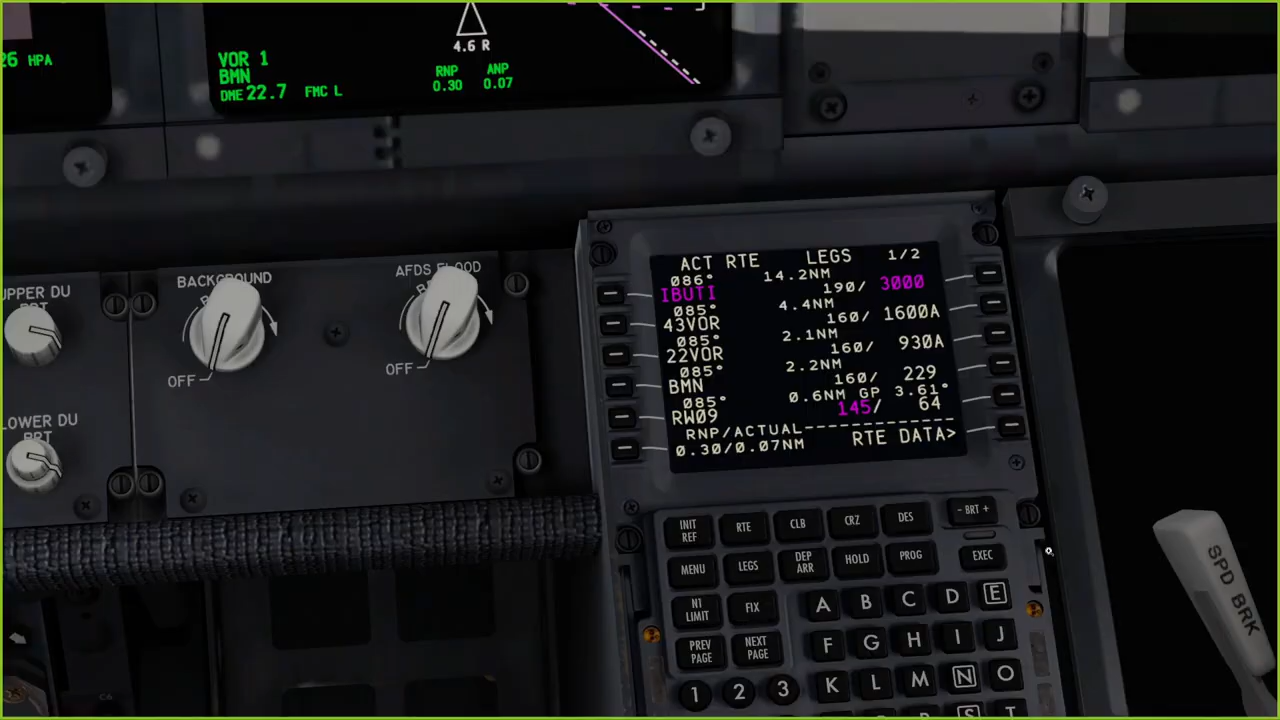 26 HPA
VOR 1
BMN
DME 22.7 FMC L
4.6 R
RNP ANP
0.30 0.07
UPPER DU
BRT
BACKGROUND
OFF
AFDS FLOOD
OFF
LOWER DU
BRT
ACT RTE LEGS 1/2
086° 14.2NM
IBUTI 190/ 3000
085° 4.4NM
43VOR 160/ 1600A
085° 2.1NM
22VOR 160/ 930A
085° 2.2NM
BMN 160/ 229
085° 0.6NM GP 3.61°
RW09 145/ 64
RNP/ACTUAL------------
0.30/0.07NM RTE DATA>
INIT REF RTE CLB CRZ DES - BRT +
MENU LEGS DEP ARR HOLD PROG EXEC
N1 LIMIT FIX A B C D E
PREV PAGE NEXT PAGE F G H I J
1 2 3 K L M N O
P S T
SPD BRK